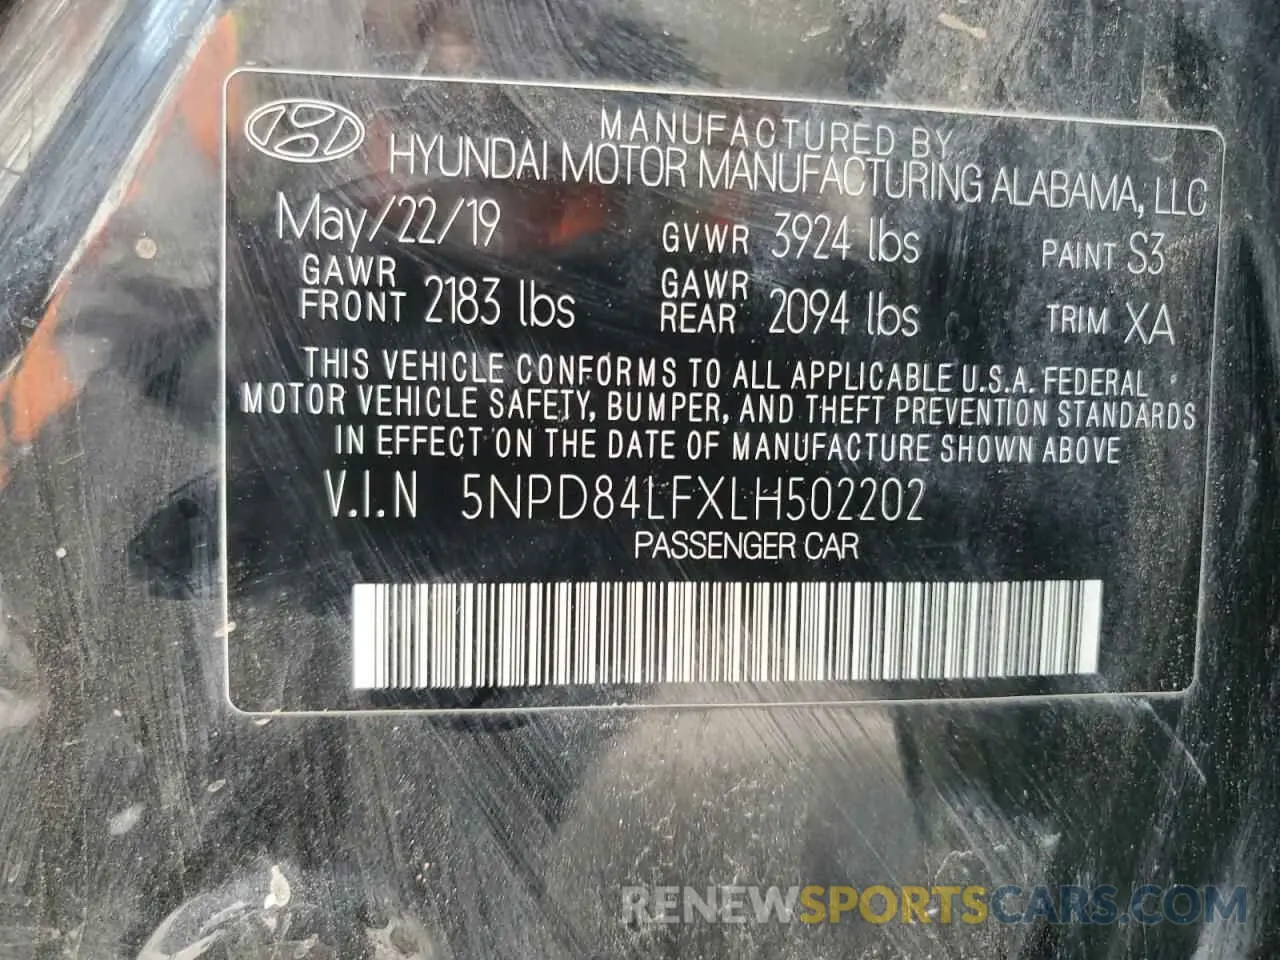 MANUFACTURED BY
HYUNDAI MOTOR MANUFACTURING ALABAMA, LLC
May/22/19 GVWR 3924 lbs PAINT S3
GAWR FRONT 2183 lbs GAWR REAR 2094 lbs TRIM XA
THIS VEHICLE CONFORMS TO ALL APPLICABLE U.S.A. FEDERAL
MOTOR VEHICLE SAFETY, BUMPER, AND THEFT PREVENTION STANDARDS
IN EFFECT ON THE DATE OF MANUFACTURE SHOWN ABOVE
V.I.N 5NPD84LFXLH502202
PASSENGER CAR
RENEWSPORTSCARS.COM